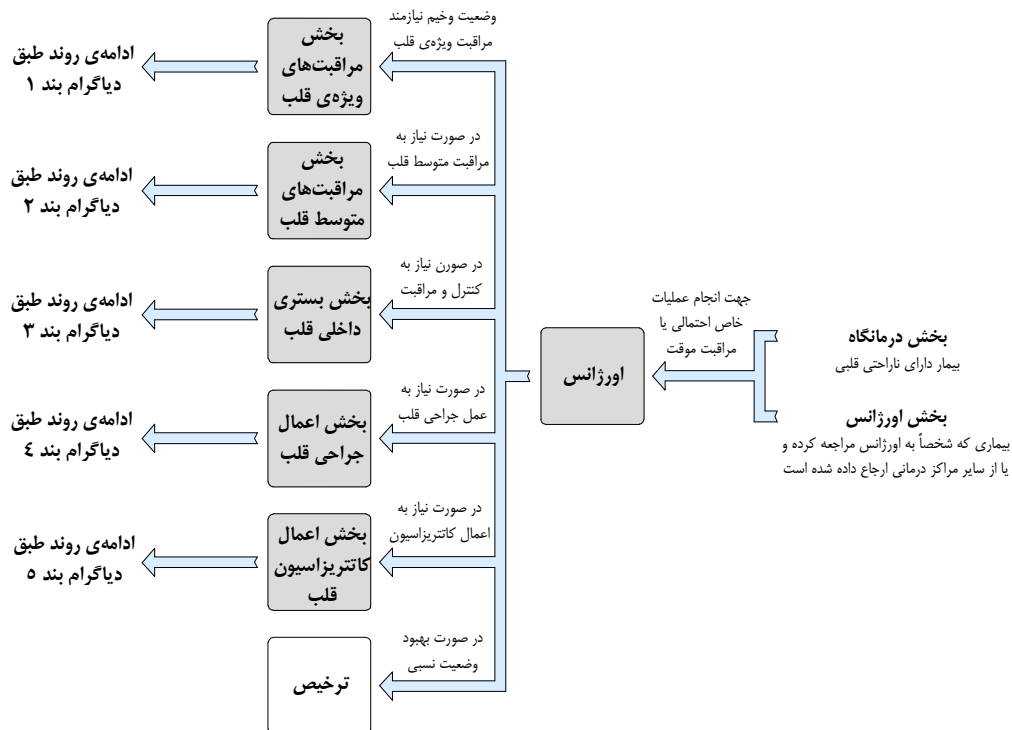 بخش درمانگاه
بیمار دارای ناراحتی قلبی
بخش اورژانس
بیماری که شخصاً به اورژانس مراجعه کرده و
یا از سایر مراکز درمانی ارجاع داده شده است
جهت انجام عملیات
خاص احتمالی یا
مراقبت موقت
اورژانس
وضعیت وخیم نیازمند
مراقبت ویژه‌ی قلب
بخش
مراقبت‌های
ویژه‌ی قلب
ادامه‌ی روند طبق
دیاگرام بند ۱
در صورت نیاز به
مراقبت متوسط قلب
بخش
مراقبت‌های
متوسط قلب
ادامه‌ی روند طبق
دیاگرام بند ۲
در صورن نیاز به
کنترل و مراقبت
بخش بستری
داخلی قلب
ادامه‌ی روند طبق
دیاگرام بند ۳
در صورت نیاز به
عمل جراحی قلب
بخش اعمال
جراحی قلب
ادامه‌ی روند طبق
دیاگرام بند ٤
در صورت نیاز به
اعمال کاتتریزاسیون
بخش اعمال
کاتتریزاسیون
قلب
ادامه‌ی روند طبق
دیاگرام بند ۵
در صورت بهبود
وضعیت نسبی
ترخیص